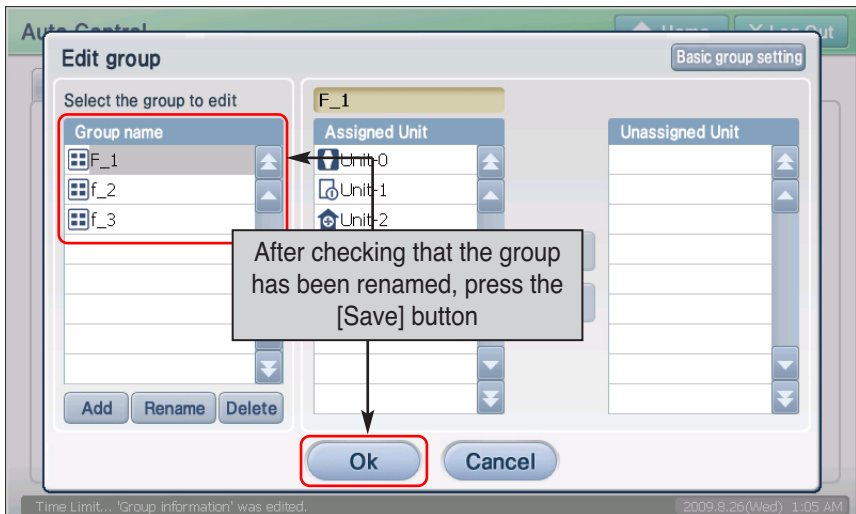 Auto Control
Home
X Log Out
Edit group
Basic group setting
Select the group to edit
F_1
Group name
Assigned Unit
Unassigned Unit
F_1
Unit-0
f_2
Unit-1
f_3
Unit-2
After checking that the group
has been renamed, press the
[Save] button
Add
Rename
Delete
Ok
Cancel
Time Limit... 'Group information' was edited.
2009.8.26(Wed) 1:05 AM